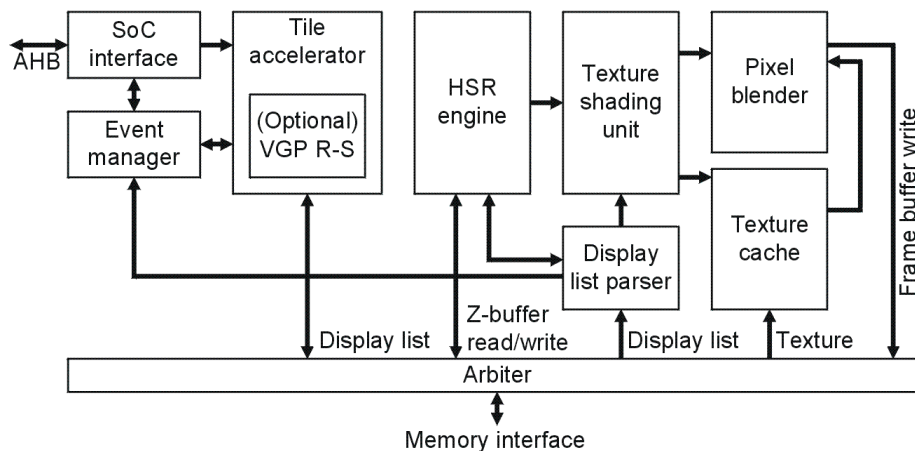 AHB
SoC
interface
Event
manager
Tile
accelerator
(Optional)
VGP R-S
HSR
engine
Texture
shading
unit
Pixel
blender
Display
list parser
Texture
cache
Frame buffer write
Display list
Z-buffer
read/write
Display list
Texture
Arbiter
Memory interface